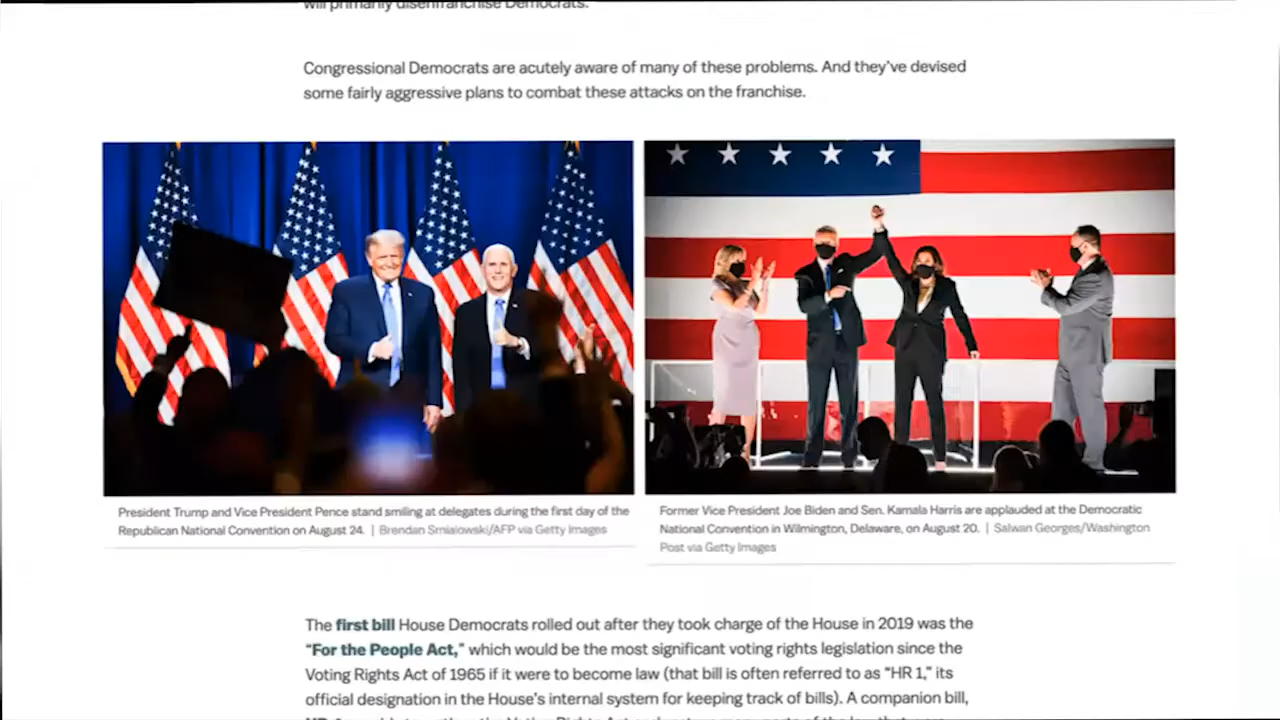 will primarily disenfranchise Democrats.
Congressional Democrats are acutely aware of many of these problems. And they've devised
some fairly aggressive plans to combat these attacks on the franchise.
President Trump and Vice President Pence stand smiling at delegates during the first day of the
Republican National Convention on August 24. | Brendan Smialowski/AFP via Getty Images
Former Vice President Joe Biden and Sen. Kamala Harris are applauded at the Democratic
National Convention in Wilmington, Delaware, on August 20. | Salwan Georges/Washington
Post via Getty Images
The first bill House Democrats rolled out after they took charge of the House in 2019 was the
"For the People Act," which would be the most significant voting rights legislation since the
Voting Rights Act of 1965 if it were to become law (that bill is often referred to as "HR 1," its
official designation in the House's internal system for keeping track of bills). A companion bill,